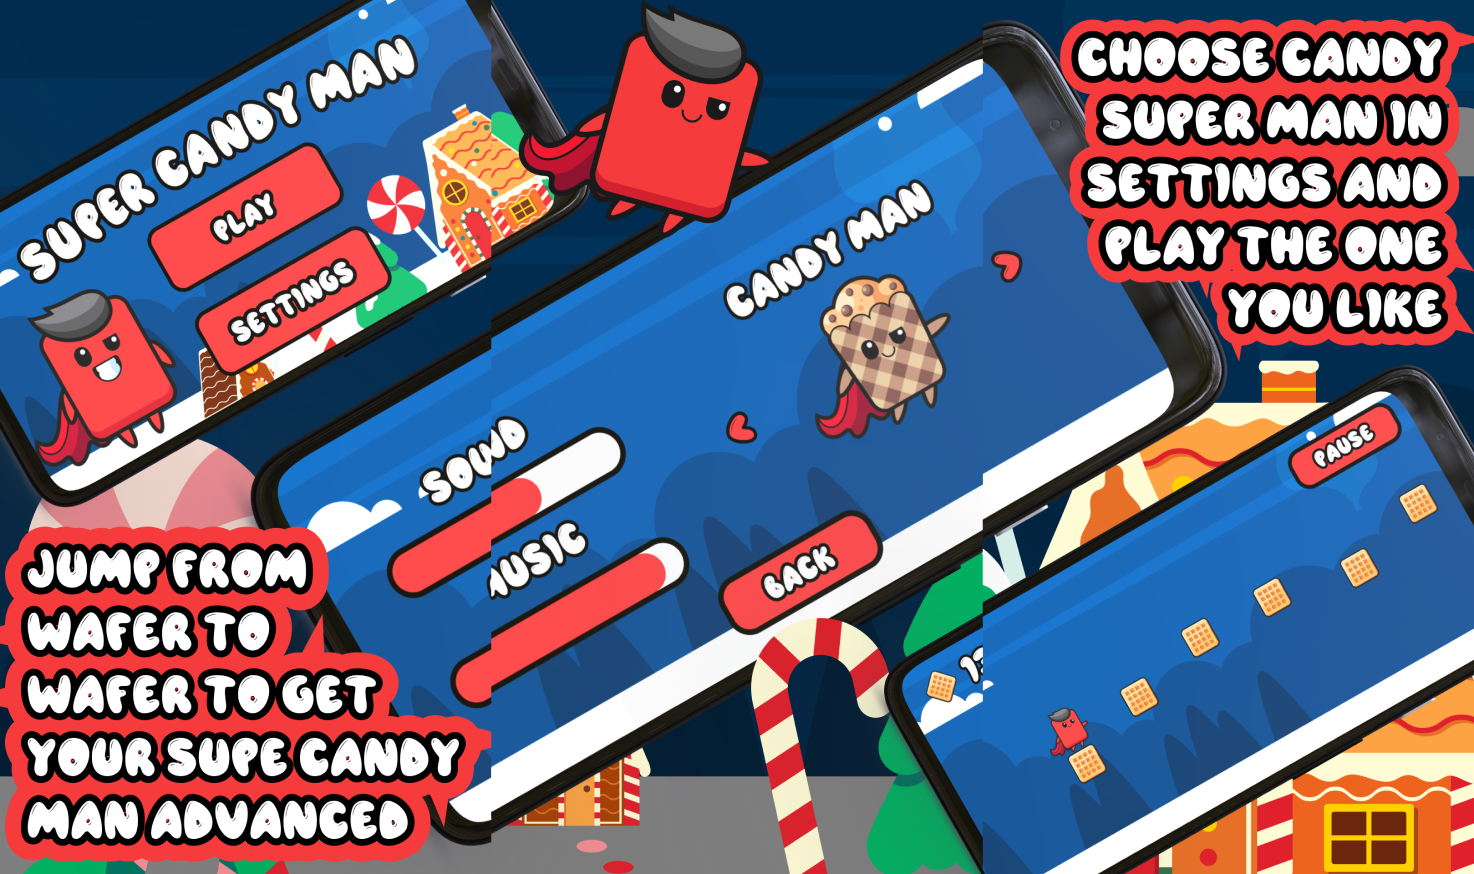 SUPER CANDY MAN
PLAY
SETTINGS
JUMP FROM
WAFER TO
WAFER TO GET
YOUR SUPE CANDY
MAN ADVANCED
SOUND
MUSIC
CANDY MAN
BACK
CHOOSE CANDY
SUPER MAN IN
SETTINGS AND
PLAY THE ONE
YOU LIKE
PAUSE